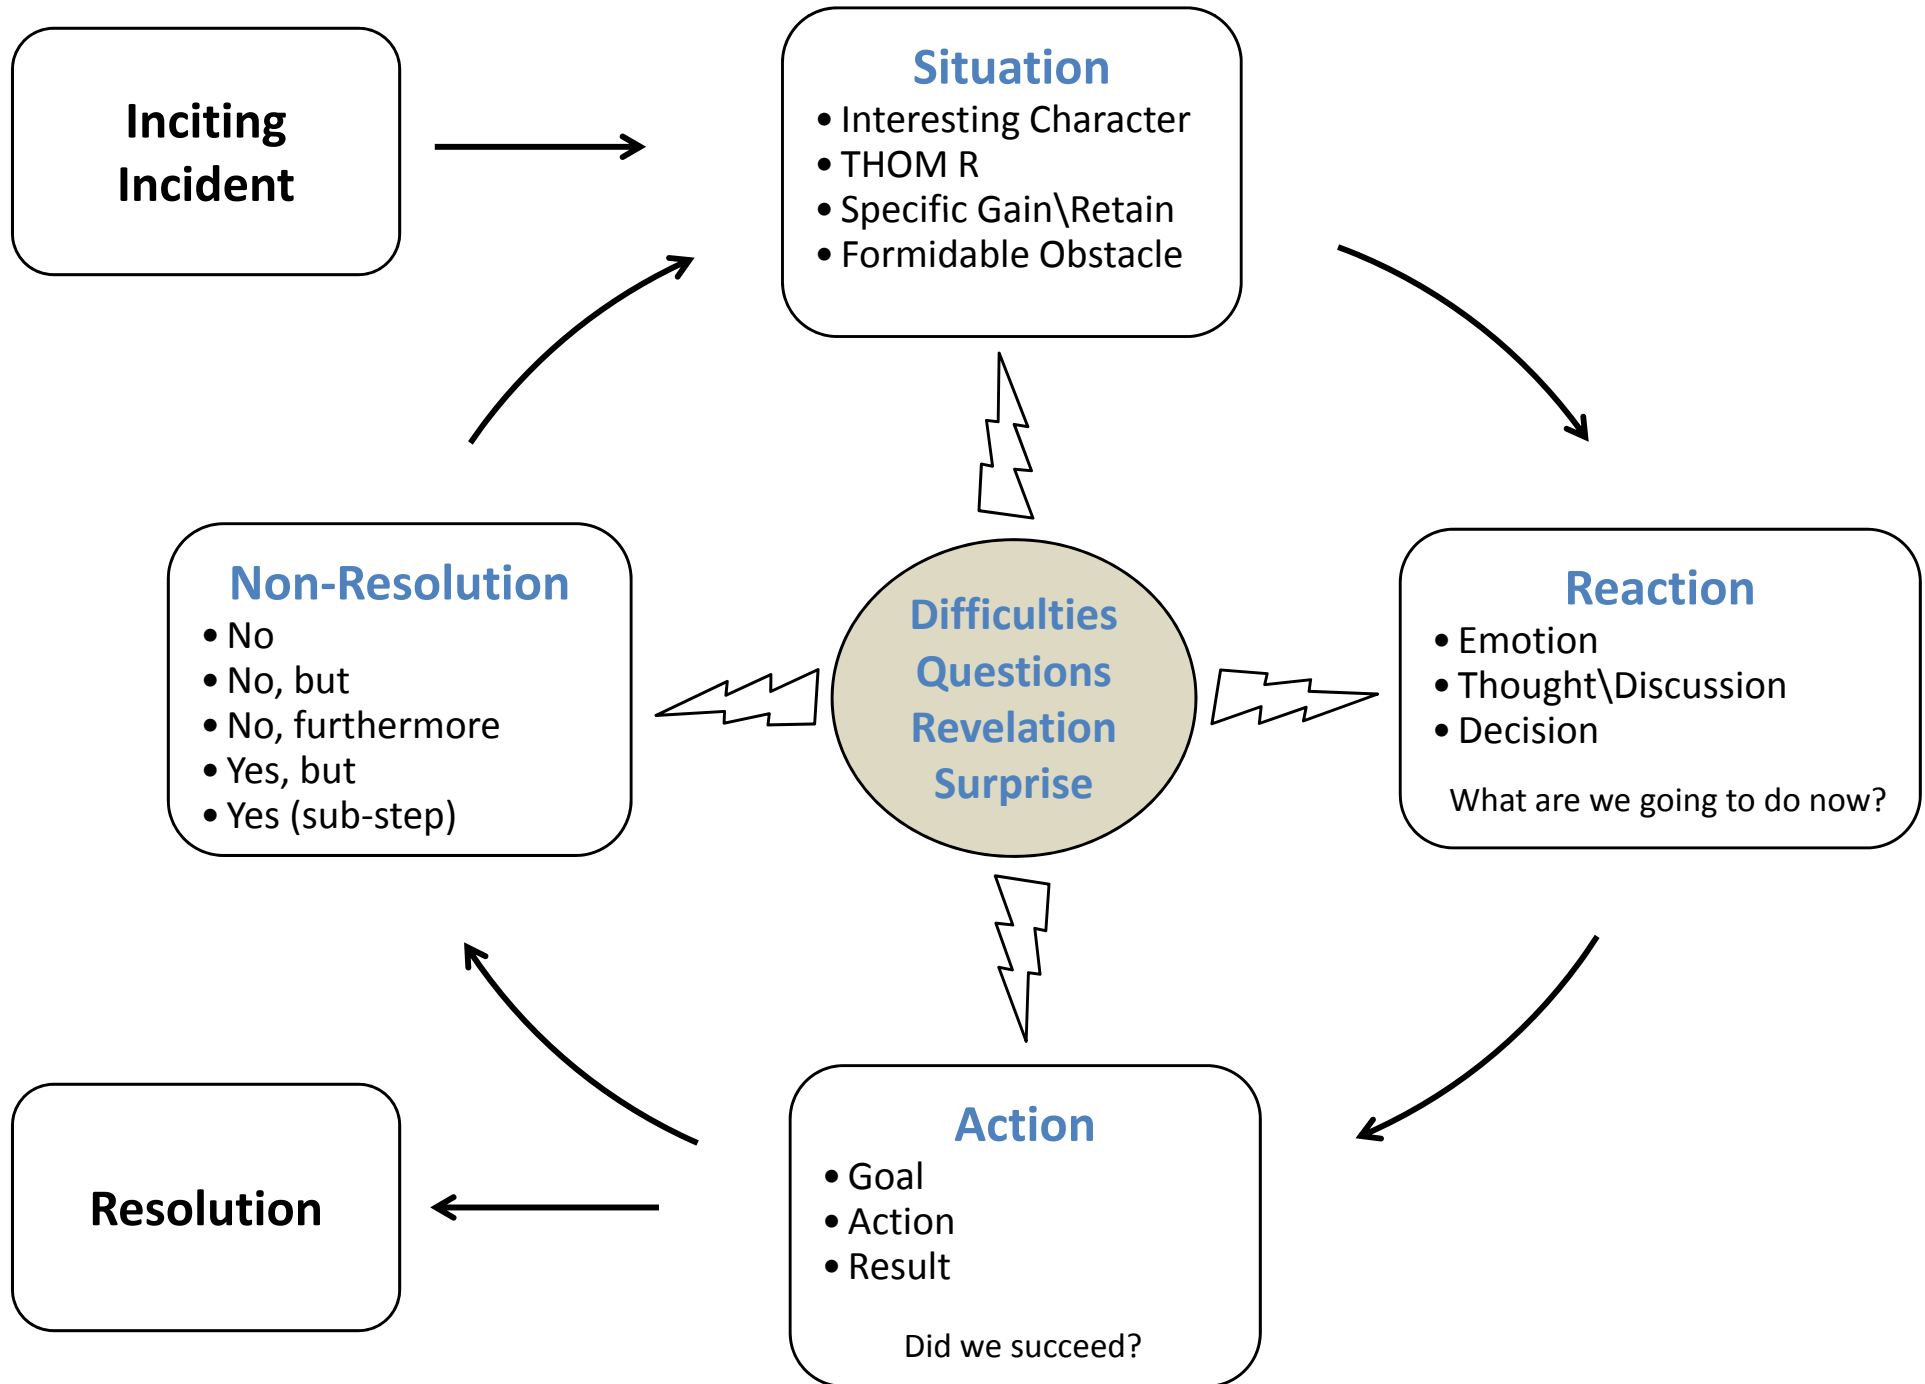 Inciting
Incident
Situation
• Interesting Character
• THOM R
• Specific Gain\Retain
• Formidable Obstacle
Non-Resolution
• No
• No, but
• No, furthermore
• Yes, but
• Yes (sub-step)
Difficulties
Questions
Revelation
Surprise
Reaction
• Emotion
• Thought\Discussion
• Decision
What are we going to do now?
Resolution
Action
• Goal
• Action
• Result
Did we succeed?